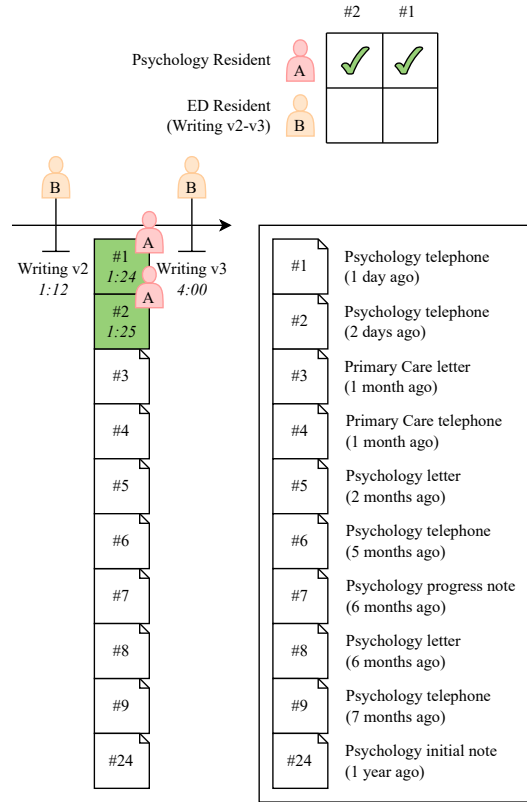 #2 #1
Psychology Resident A
ED Resident
(Writing v2-v3) B
B B
A
Writing v2 #1 Writing v3
1:12 1:24 4:00
A
#2
1:25
#3
#4
#5
#6
#7
#8
#9
#24
#1 Psychology telephone
(1 day ago)
#2 Psychology telephone
(2 days ago)
#3 Primary Care letter
(1 month ago)
#4 Primary Care telephone
(1 month ago)
#5 Psychology letter
(2 months ago)
#6 Psychology telephone
(5 months ago)
#7 Psychology progress note
(6 months ago)
#8 Psychology letter
(6 months ago)
#9 Psychology telephone
(7 months ago)
#24 Psychology initial note
(1 year ago)